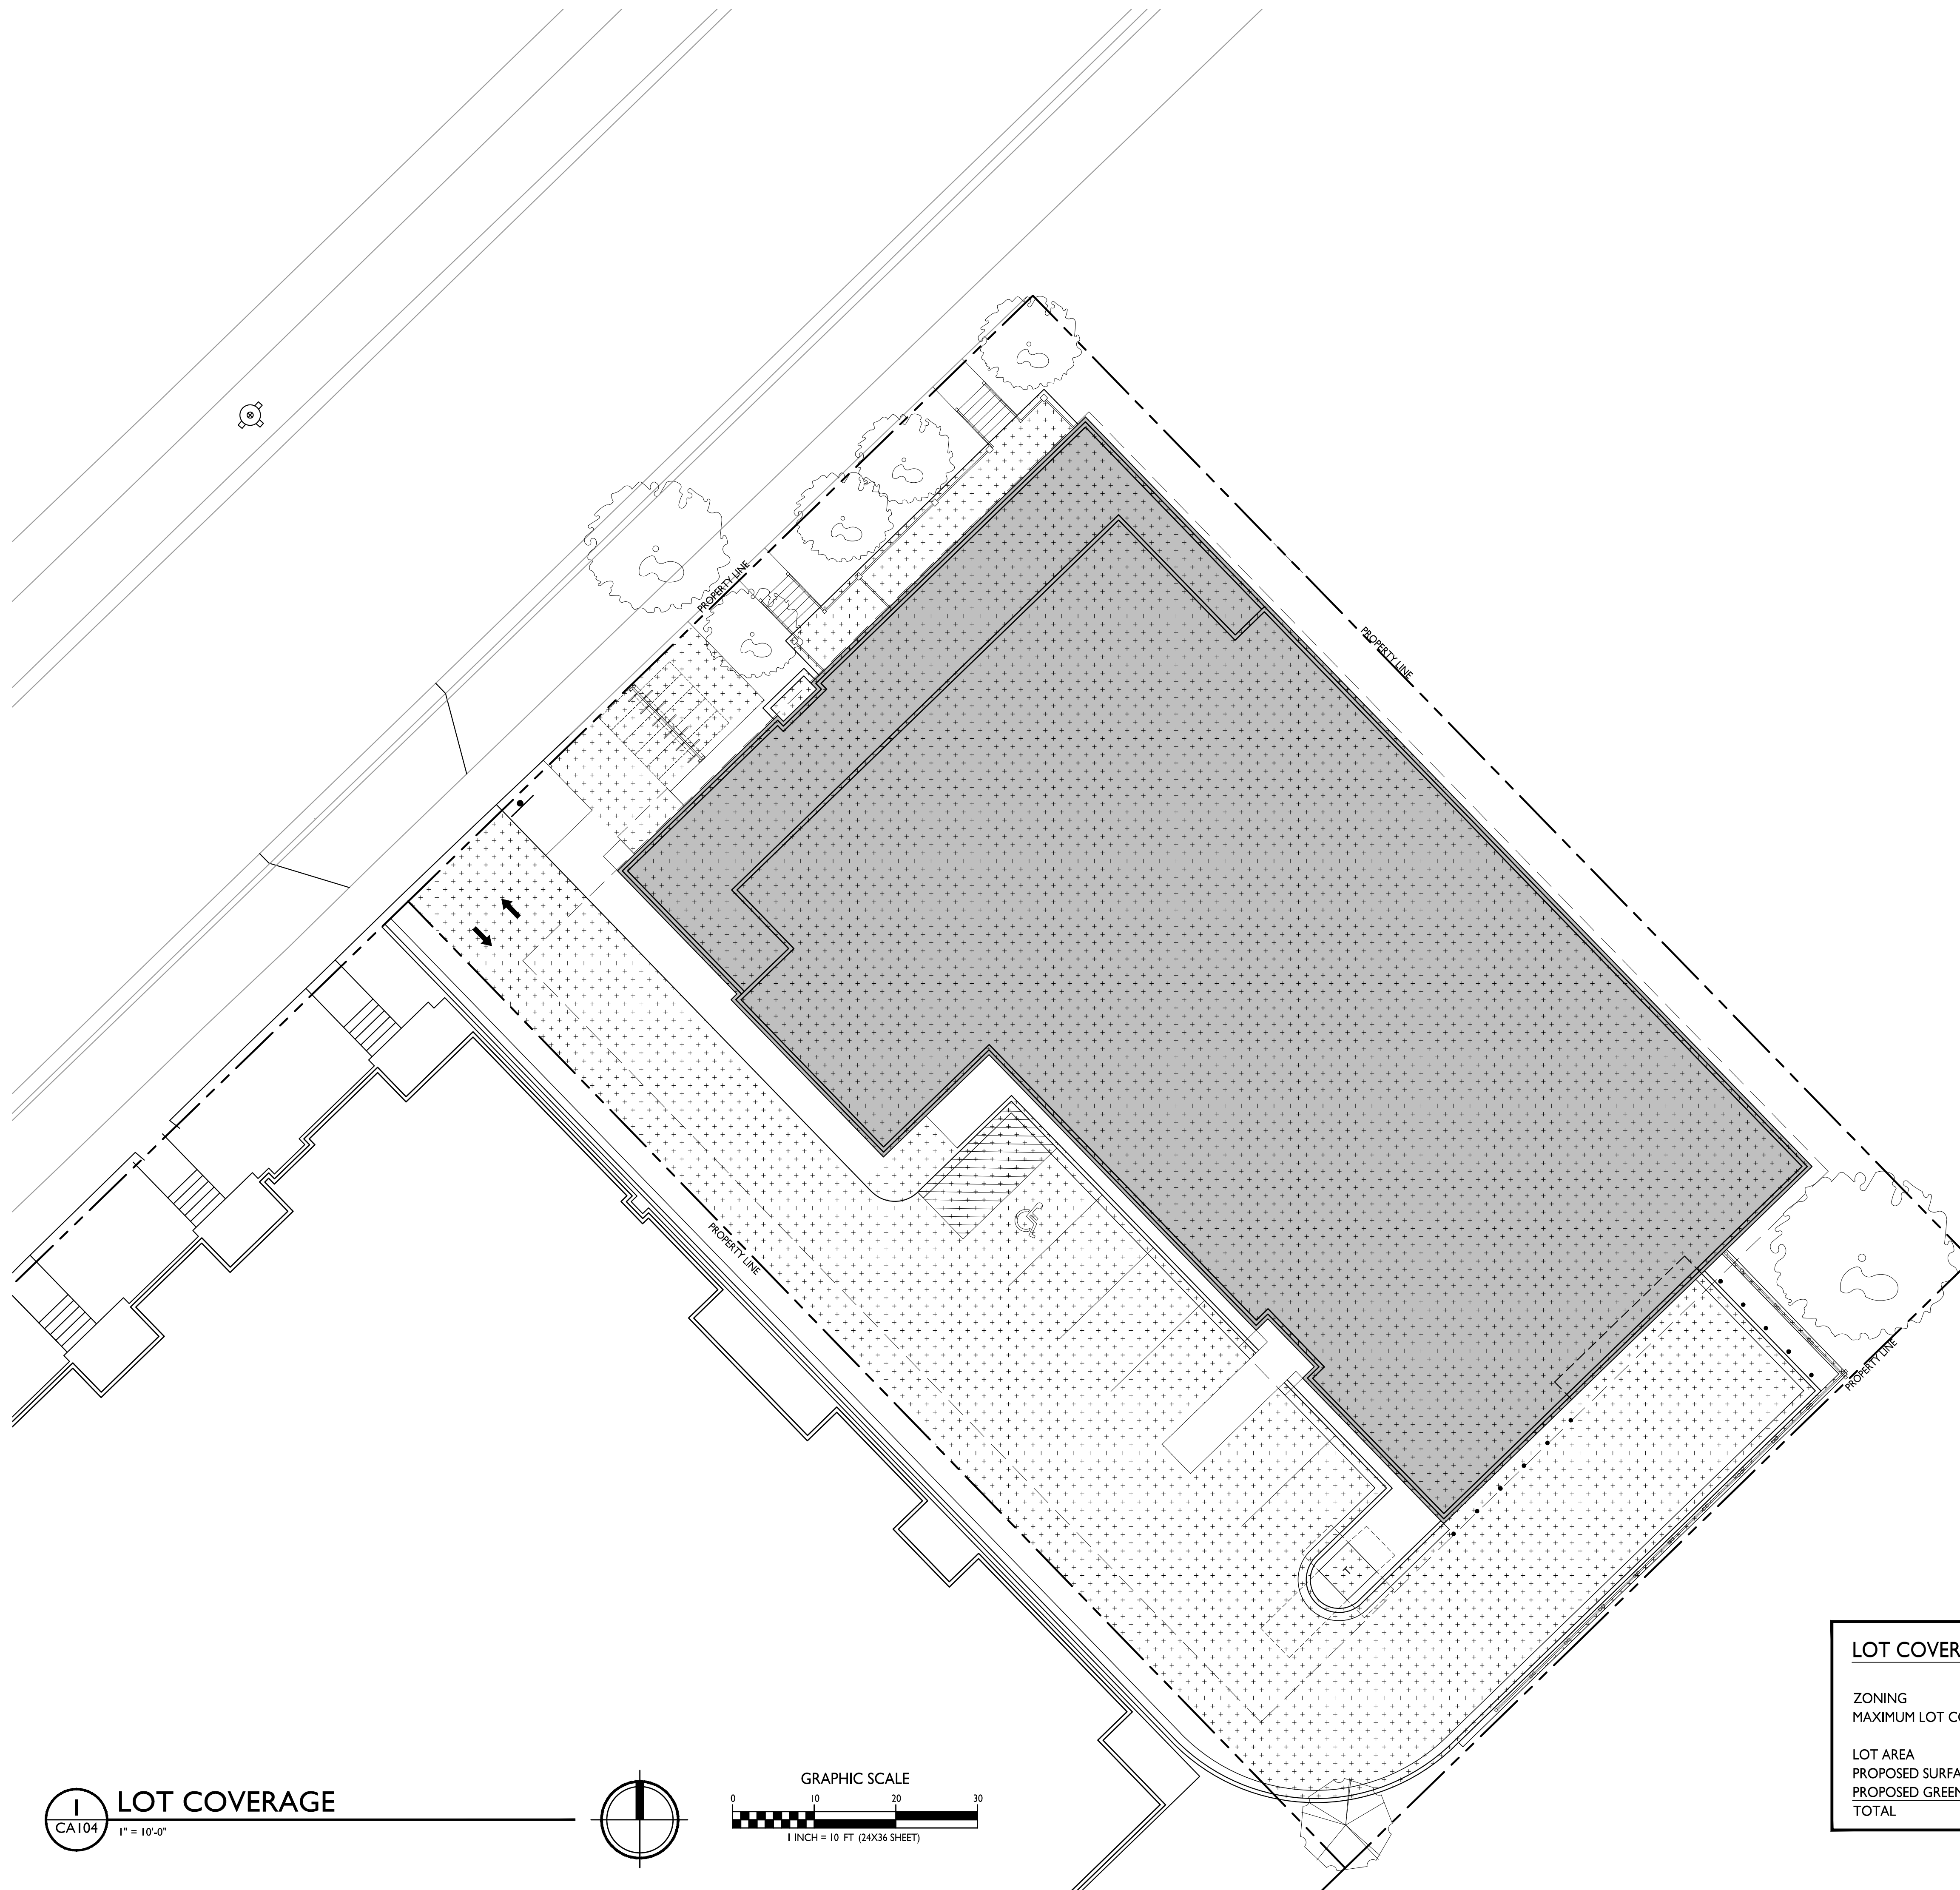 PROPERTY LINE
PROPERTY LINE
PROPERTY LINE
PROPERTY LINE
T
LOT COVER
ZONING
MAXIMUM LOT CO
LOT AREA
PROPOSED SURFA
PROPOSED GREEN
TOTAL
1
CA104
LOT COVERAGE
1" = 10'-0"
GRAPHIC SCALE
0 10 20 30
1 INCH = 10 FT (24X36 SHEET)